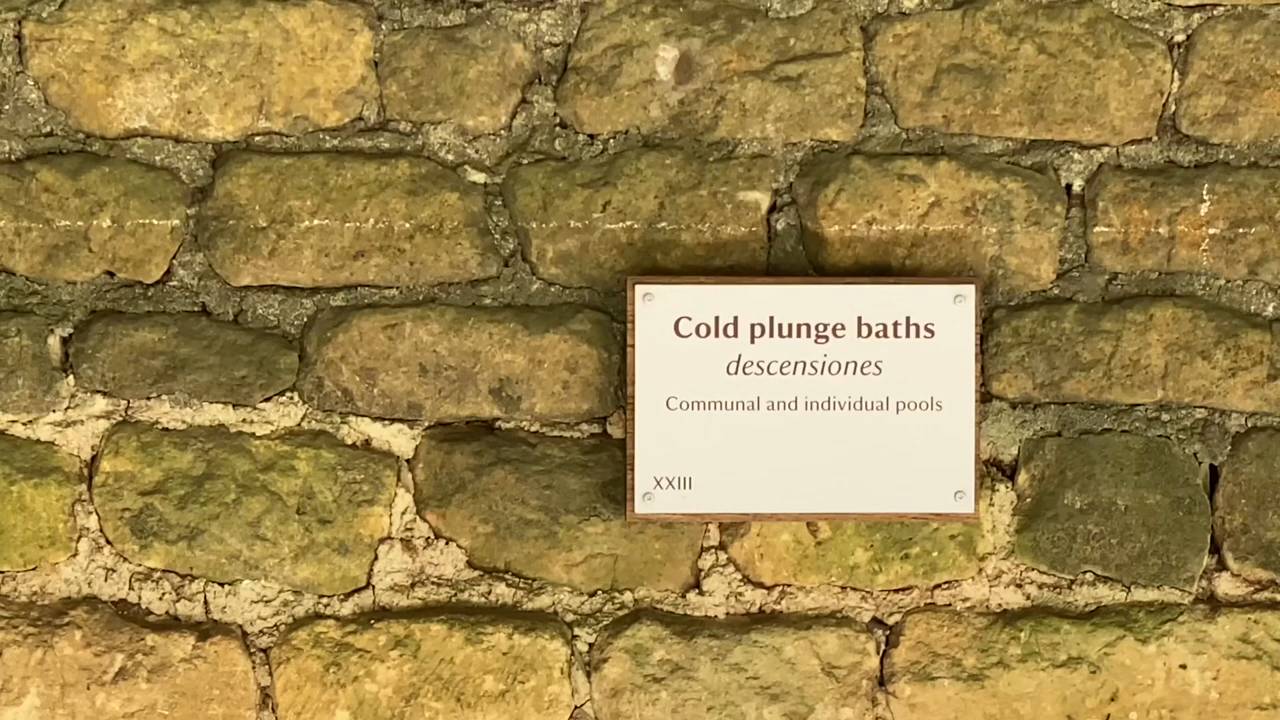 Cold plunge baths
descensiones
Communal and individual pools
XXIII